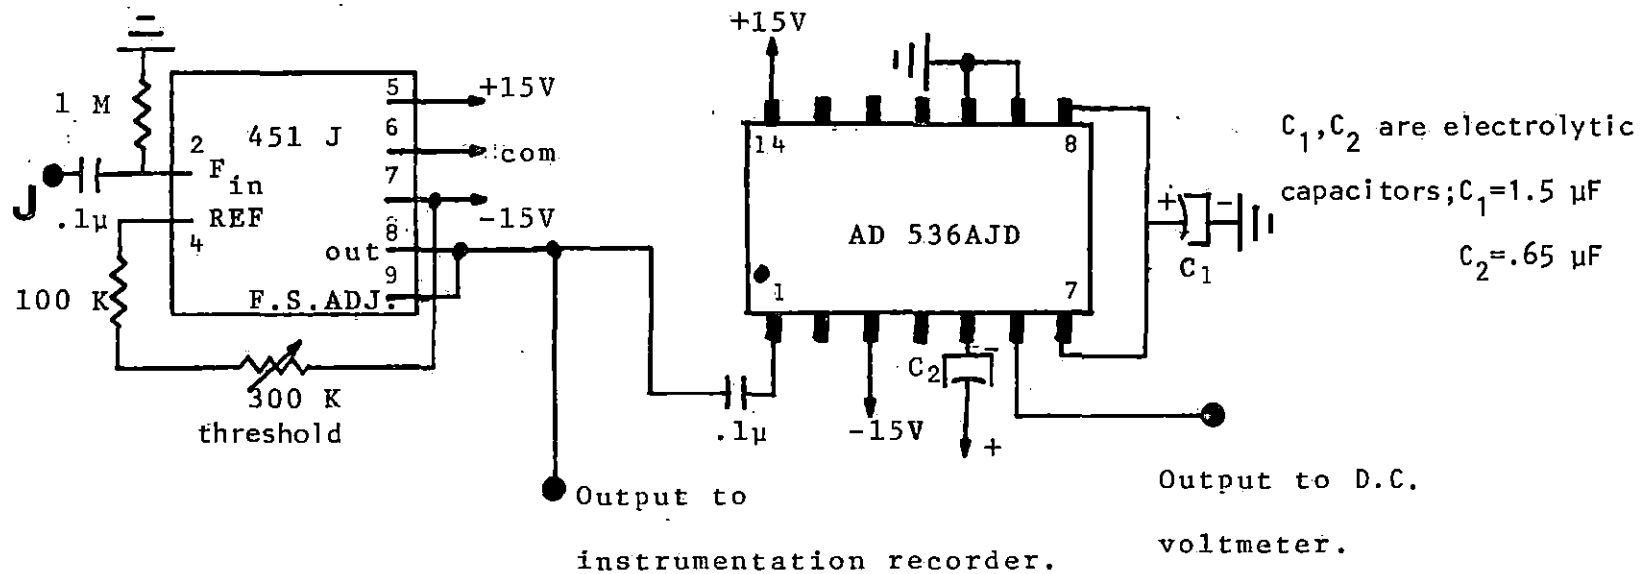 1 M
J
.1µ
2
F in
REF
4
451 J
5
6
7
8
out
9
F.S.ADJ.
+15V
com
-15V
100 K
300 K
threshold
Output to
instrumentation recorder.
.1µ
+15V
14
8
AD 536AJD
1
7
-15V
C2
-
+
+
-
C1
Output to D.C.
voltmeter.
C1,C2 are electrolytic
capacitors;C1=1.5 µF
C2=.65 µF